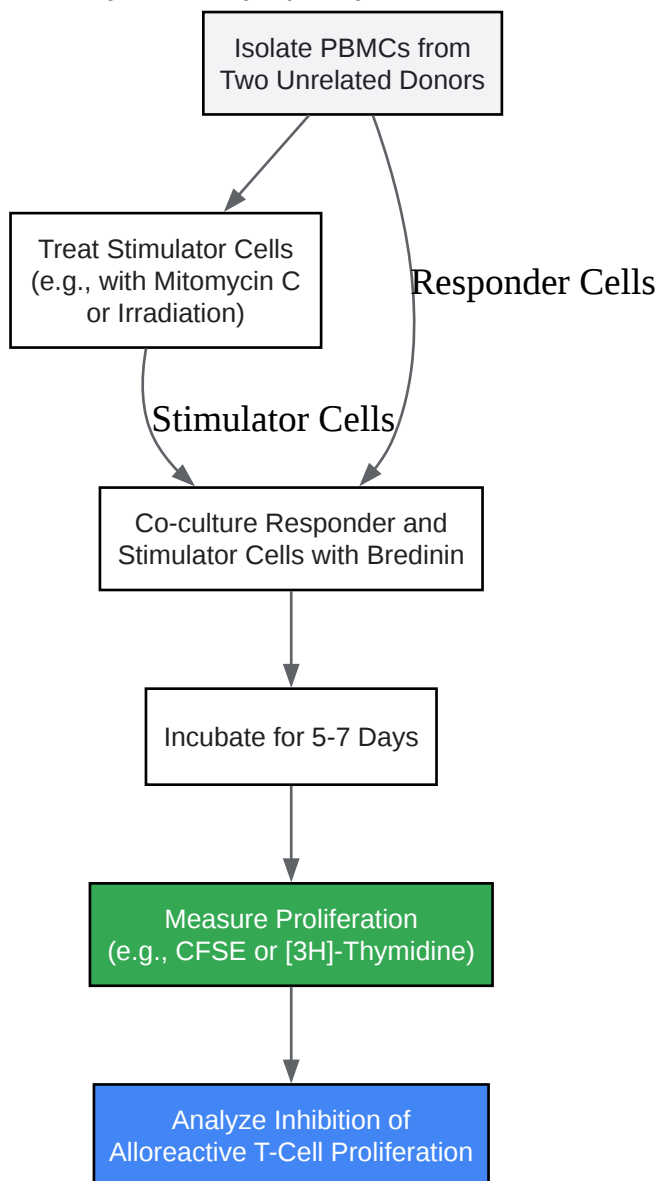 Isolate PBMCs from
Two Unrelated Donors
Treat Stimulator Cells
(e.g., with Mitomycin C
or Irradiation)
Responder Cells
Stimulator Cells
Co-culture Responder and
Stimulator Cells with Bredinin
Incubate for 5-7 Days
Measure Proliferation
(e.g., CFSE or [3H]-Thymidine)
Analyze Inhibition of
Alloreactive T-Cell Proliferation